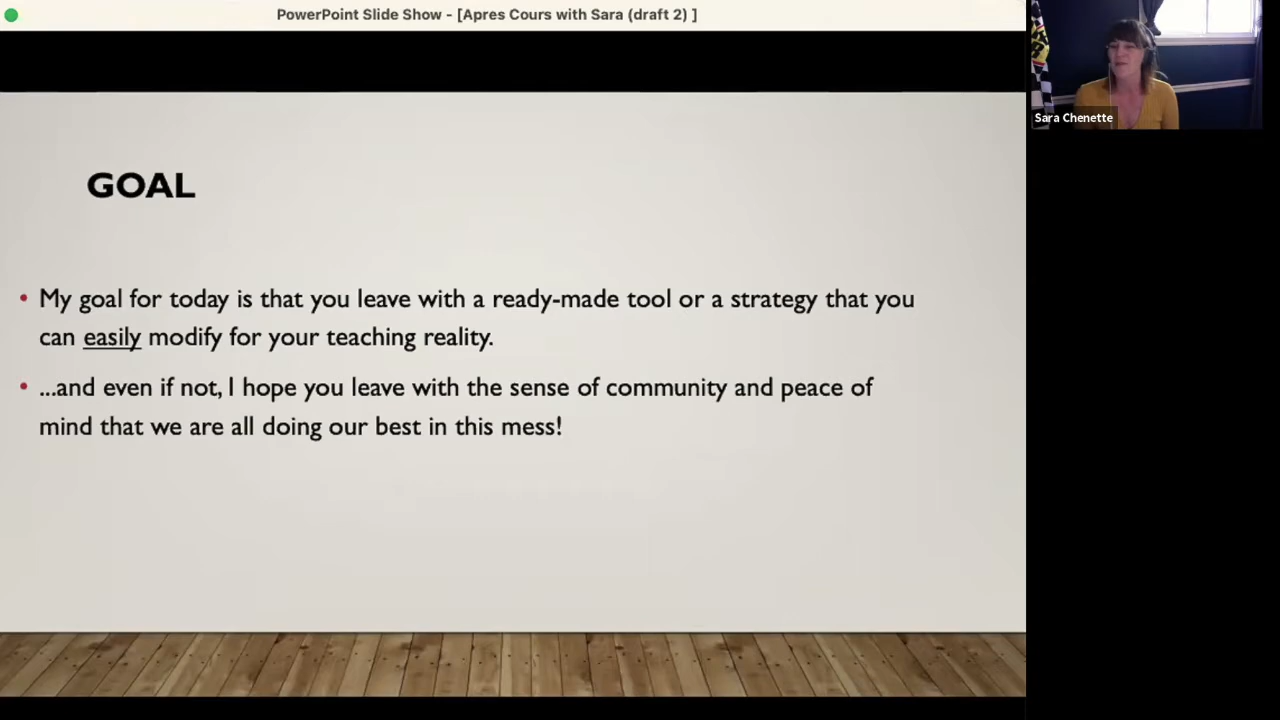 PowerPoint Slide Show - [Apres Cours with Sara (draft 2) ]
Sara Chenette
GOAL
• My goal for today is that you leave with a ready-made tool or a strategy that you
can easily modify for your teaching reality.
• ...and even if not, I hope you leave with the sense of community and peace of
mind that we are all doing our best in this mess!